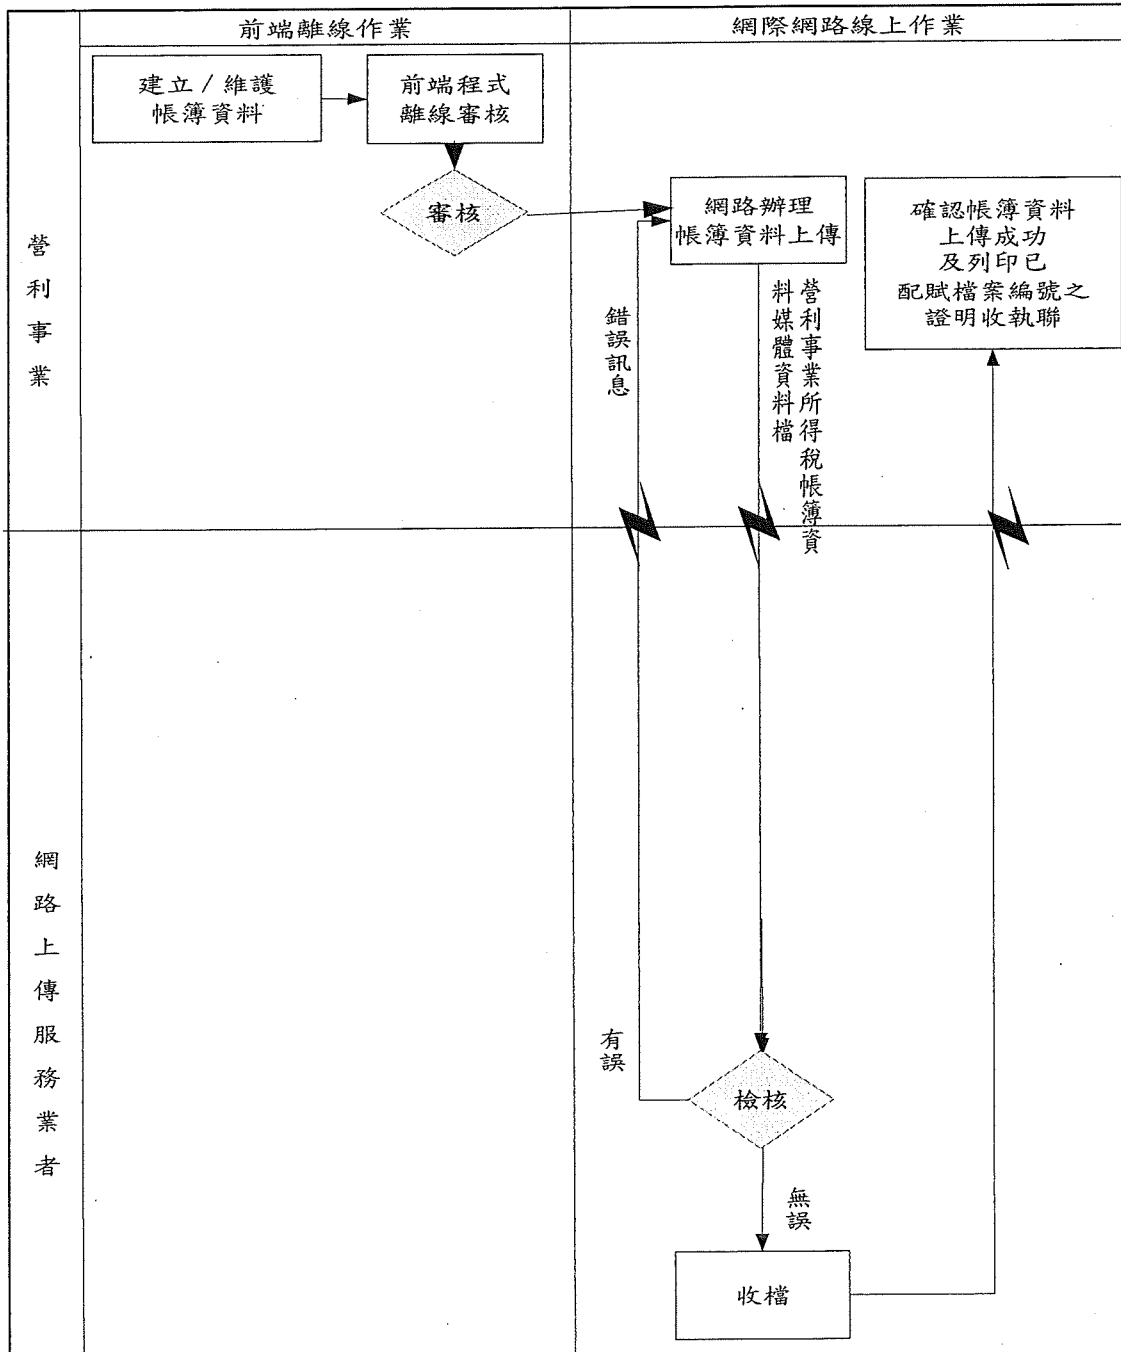 前端離線作業
網際網路線上作業
營利事業
建立 / 維護
帳簿資料
前端程式
離線審核
審核
網路辦理
帳簿資料上傳
確認帳簿資料
上傳成功
及列印已
配賦檔案編號之
證明收執聯
錯誤訊息
營利事業所得稅帳簿資
料媒體資料檔
網路上傳服務業者
有誤
檢核
無誤
收檔